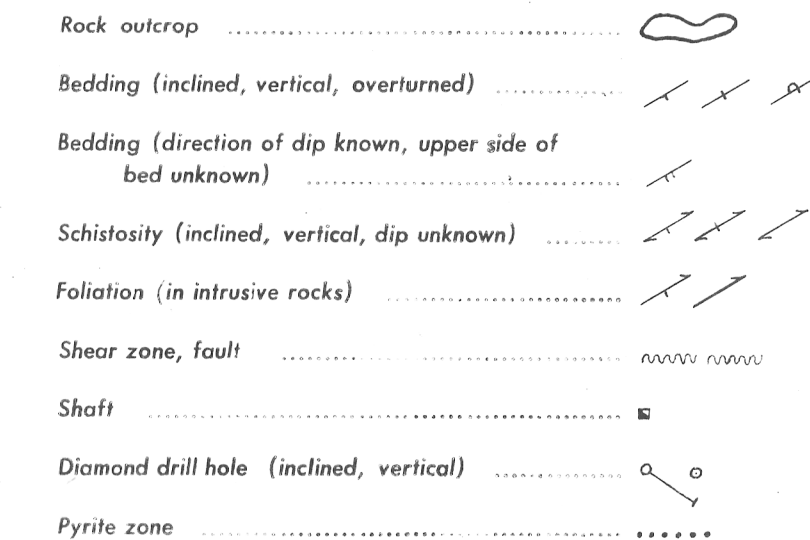 Rock outcrop
Bedding (inclined, vertical, overturned)
Bedding (direction of dip known, upper side of
bed unknown)
Schistosity (inclined, vertical, dip unknown)
Foliation (in intrusive rocks)
Shear zone, fault
Shaft
Diamond drill hole (inclined, vertical)
Pyrite zone